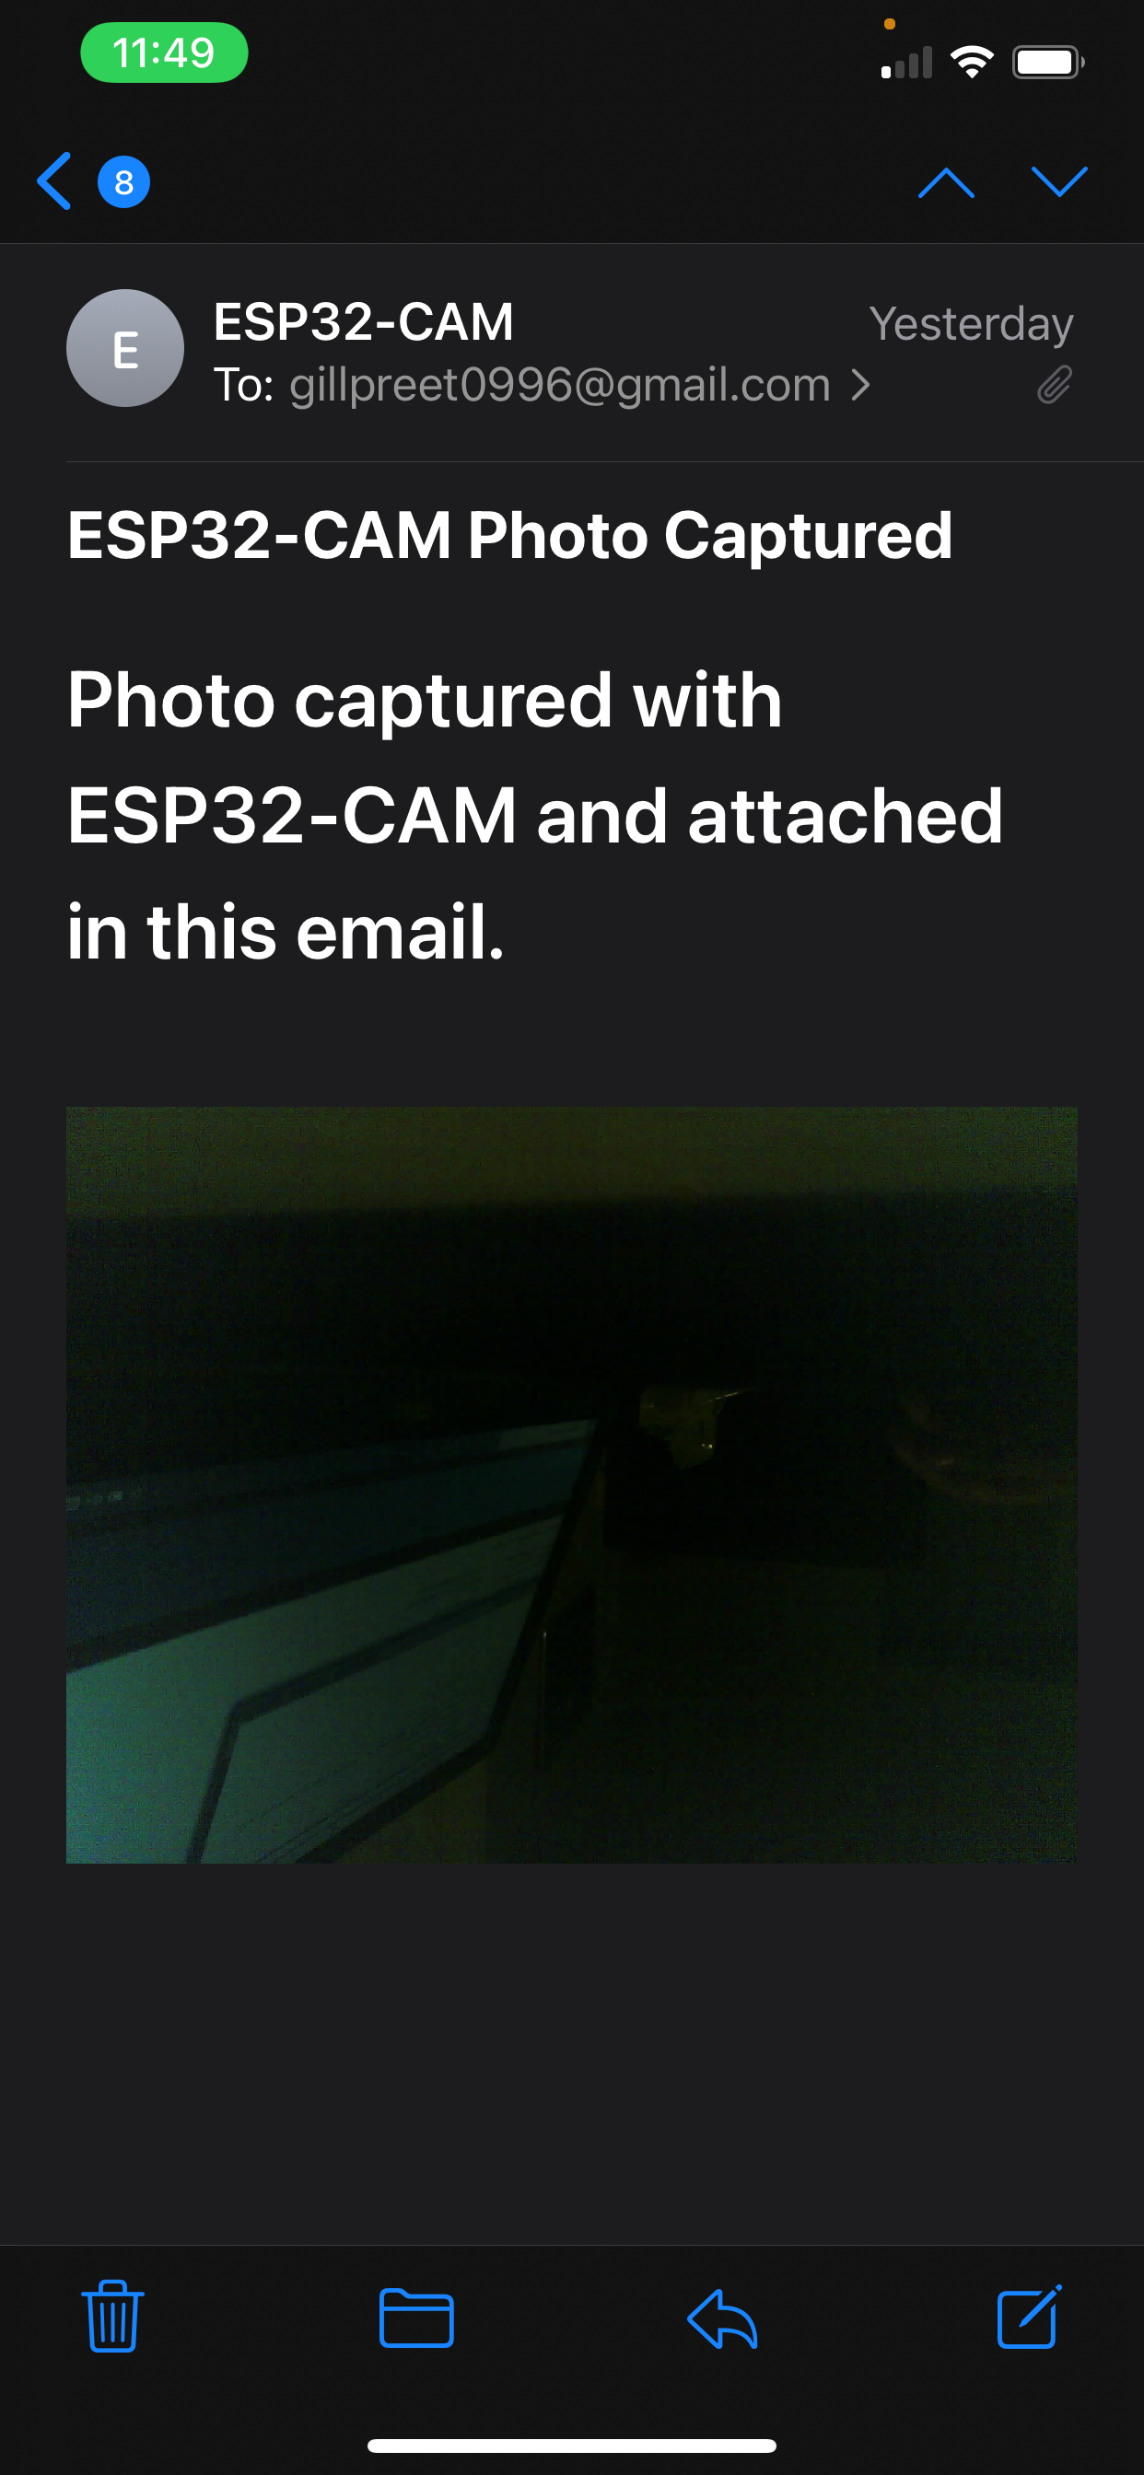 11:49
8
E
ESP32-CAM
Yesterday
To: gillpreet0996@gmail.com
ESP32-CAM Photo Captured
Photo captured with
ESP32-CAM and attached
in this email.